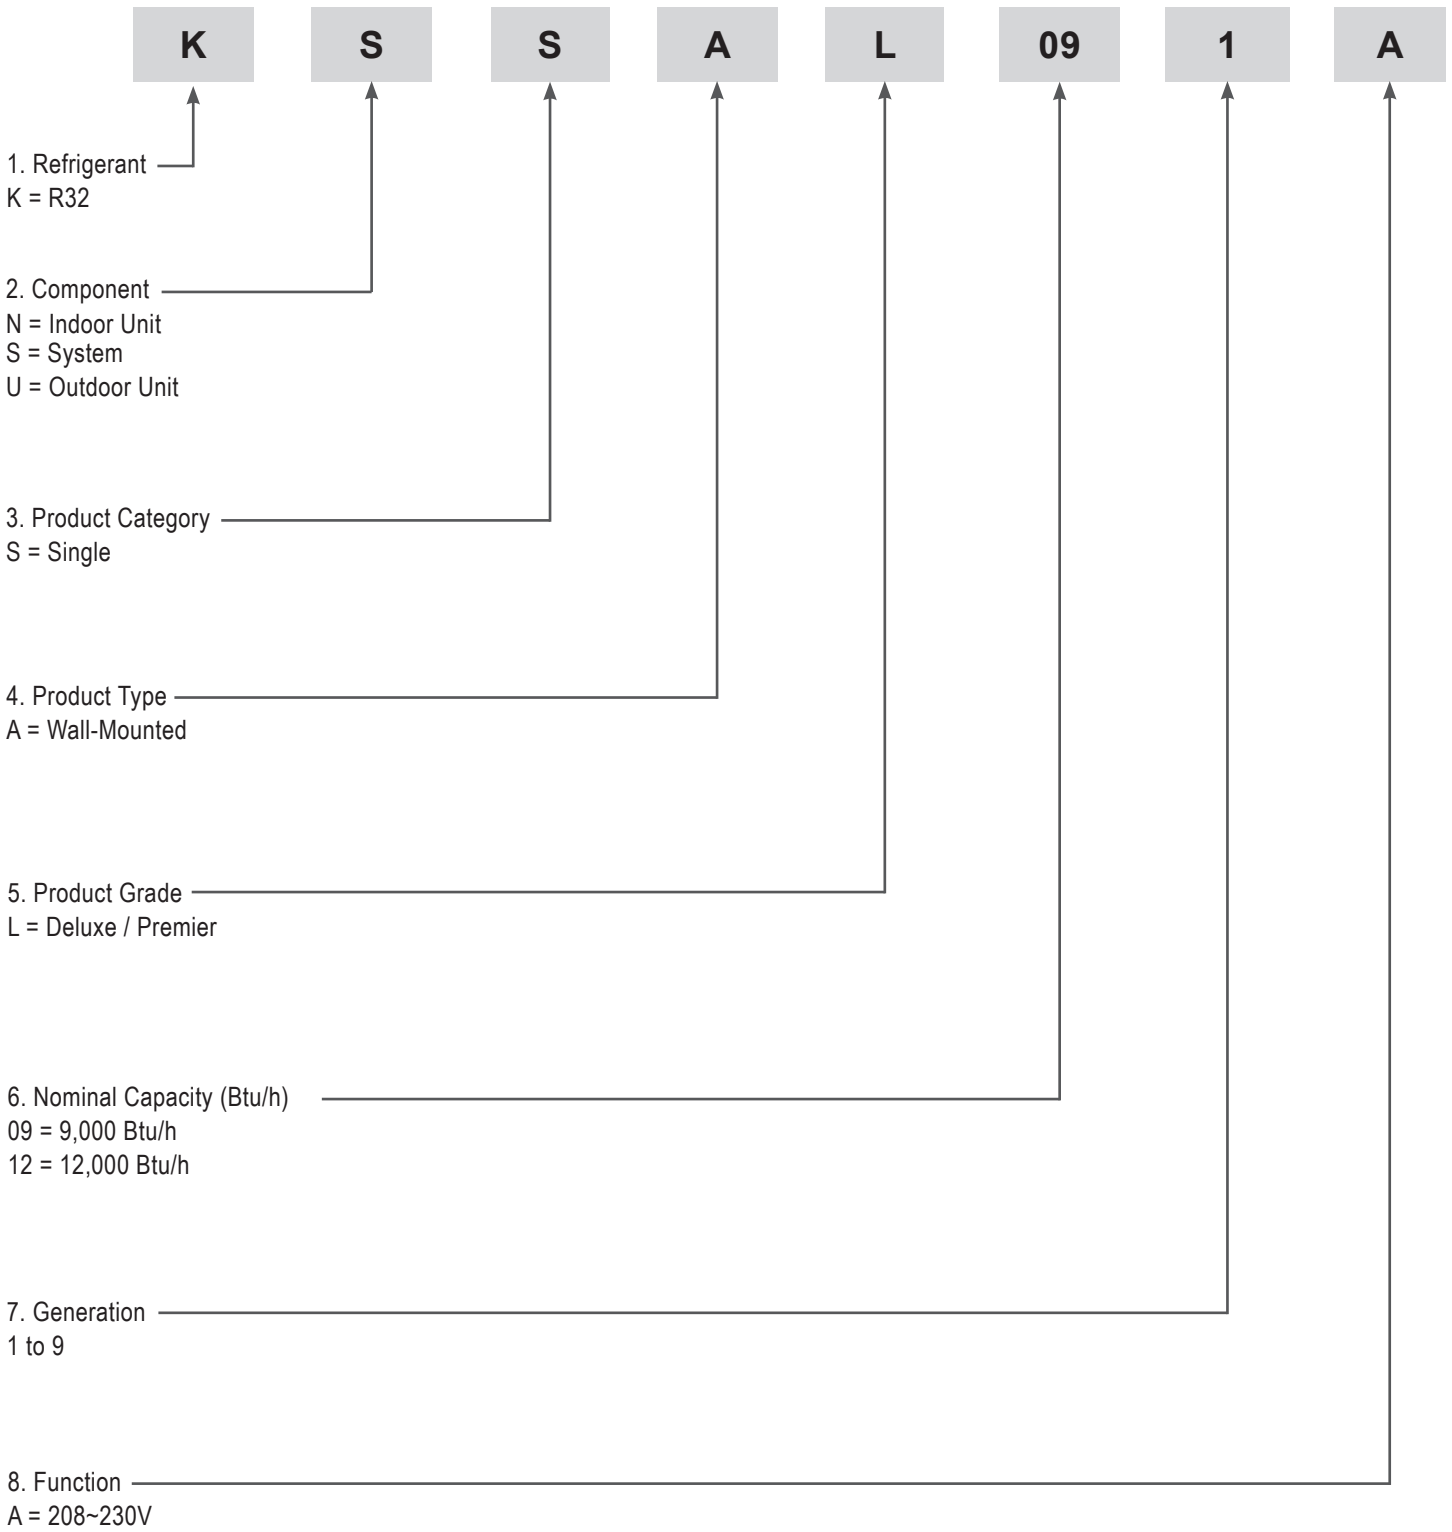 K S S A L 09 1 A
1. Refrigerant
K = R32
2. Component
N = Indoor Unit
S = System
U = Outdoor Unit
3. Product Category
S = Single
4. Product Type
A = Wall-Mounted
5. Product Grade
L = Deluxe / Premier
6. Nominal Capacity (Btu/h)
09 = 9,000 Btu/h
12 = 12,000 Btu/h
7. Generation
1 to 9
8. Function
A = 208~230V